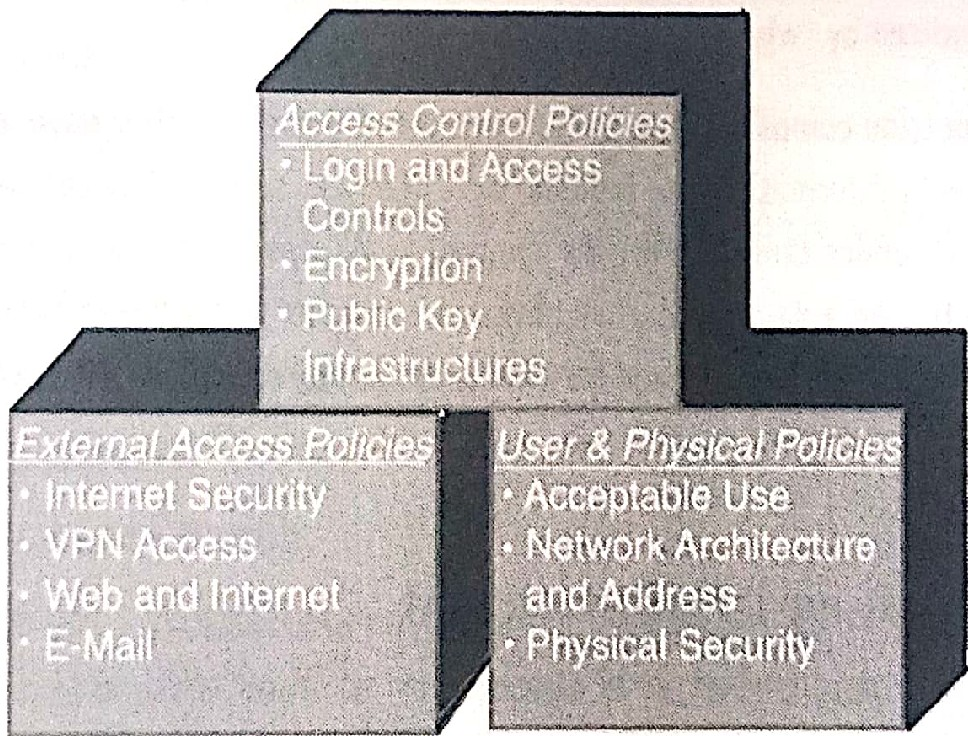 Access Control Policies
• Login and Access
Controls
• Encryption
• Public Key
Infrastructures
External Access Policies
• Internet Security
• VPN Access
• Web and Internet
• E-Mail
User & Physical Policies
• Acceptable Use
• Network Architecture
and Address
• Physical Security